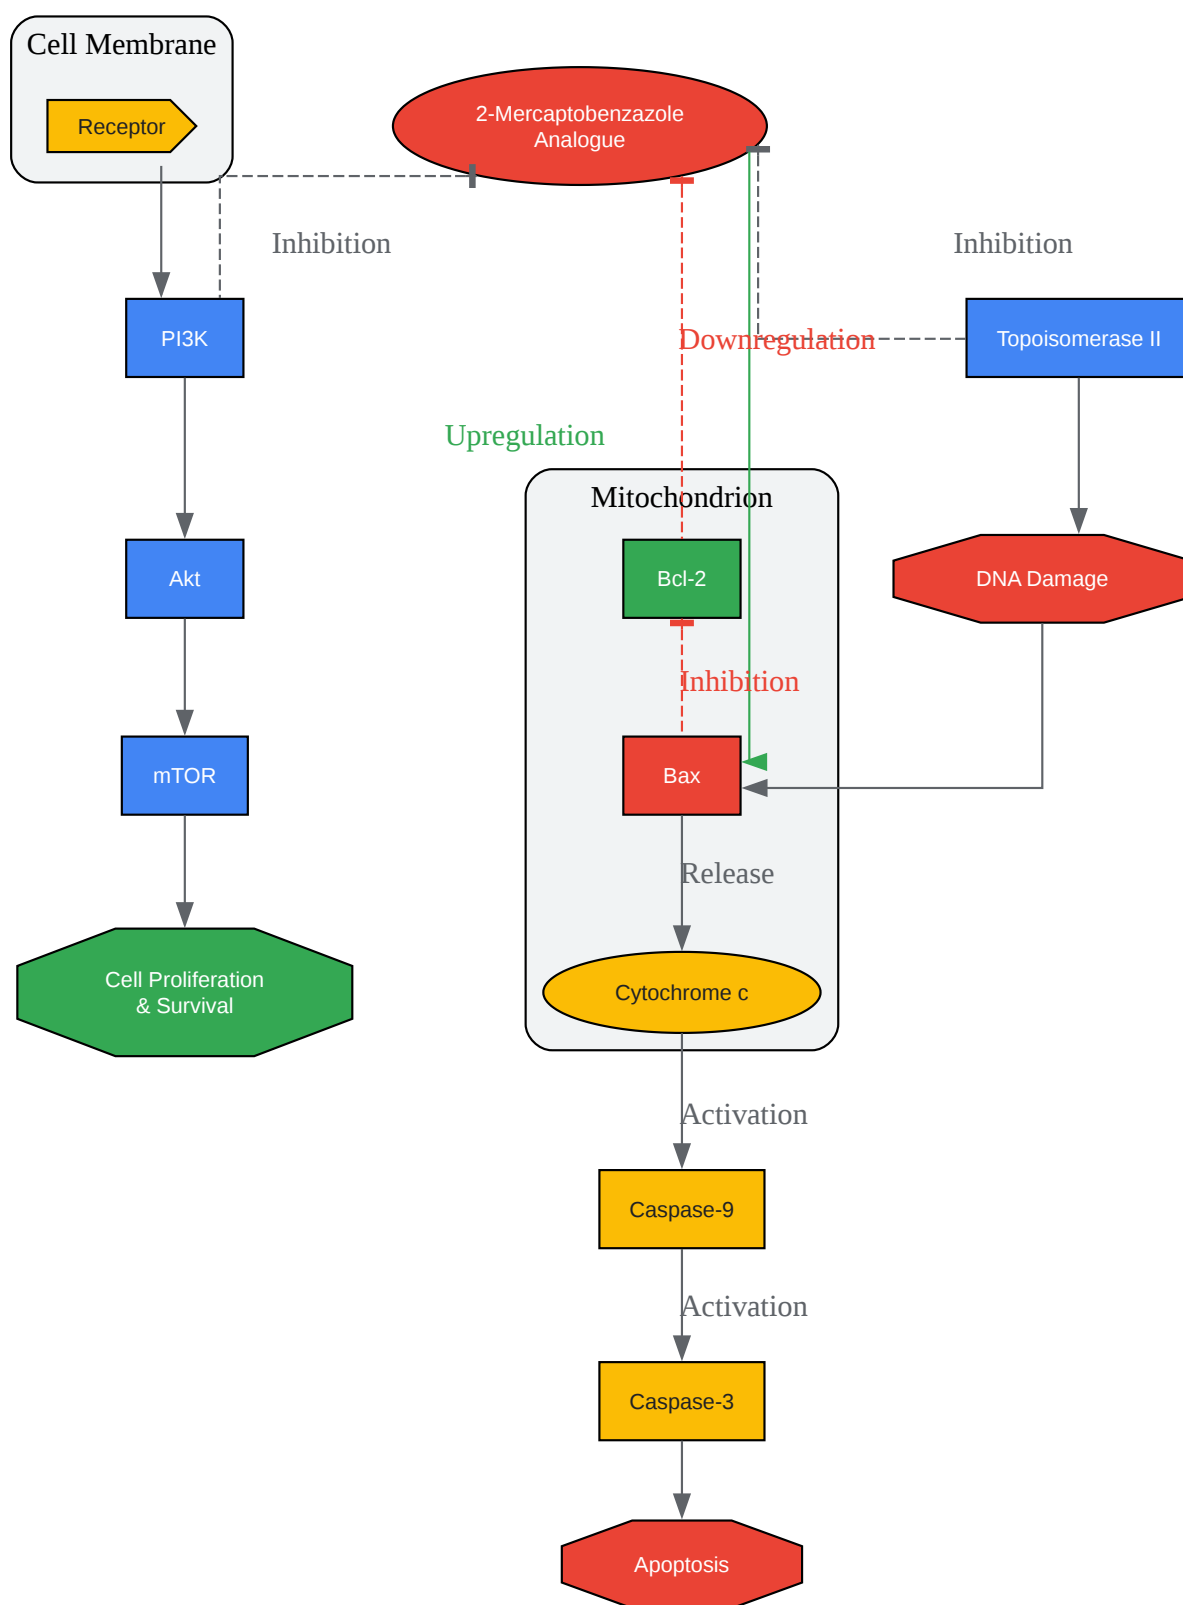 Cell Membrane
Receptor
2-Mercaptobenzazole
Analogue
Inhibition
Inhibition
PI3K
Downregulation
Topoisomerase II
Upregulation
Mitochondrion
Akt
Bcl-2
DNA Damage
Inhibition
mTOR
Bax
Release
Cell Proliferation
& Survival
Cytochrome c
Activation
Caspase-9
Activation
Caspase-3
Apoptosis